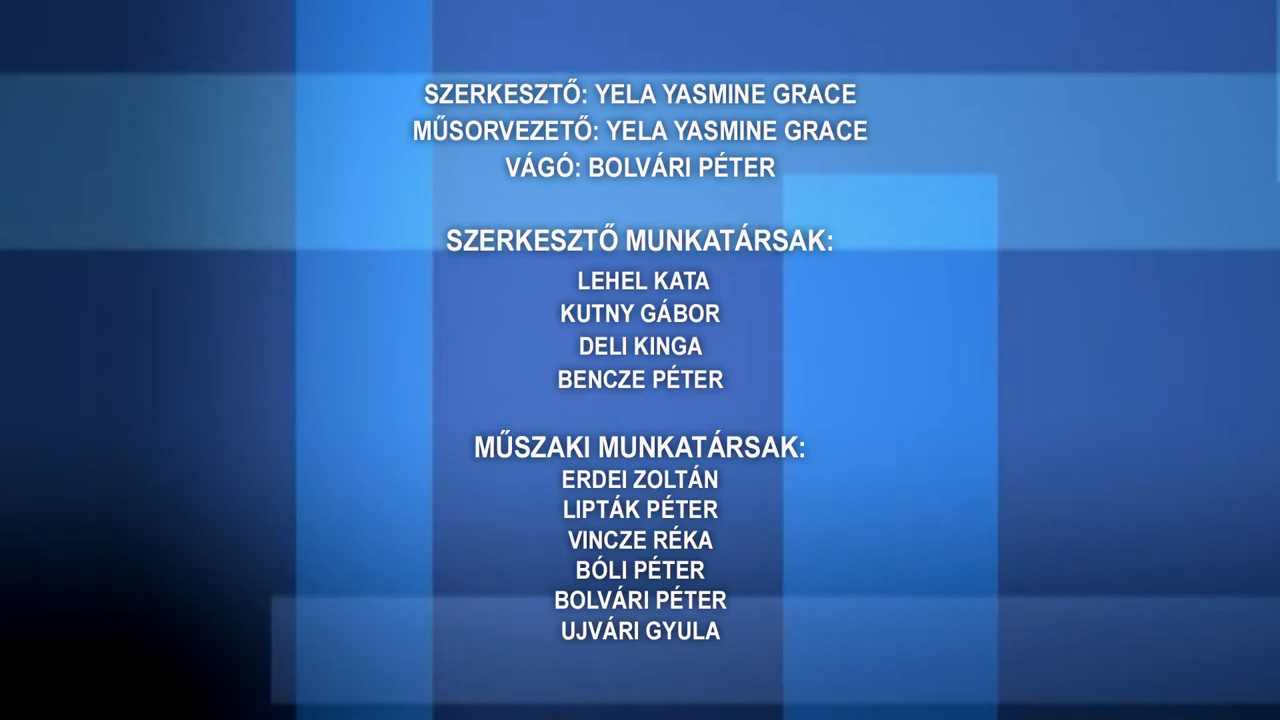 SZERKESZTŐ: YELA YASMINE GRACE
MŰSORVEZETŐ: YELA YASMINE GRACE
VÁGÓ: BOLVÁRI PÉTER
SZERKESZTŐ MUNKATÁRSAK:
LEHEL KATA
KUTNY GÁBOR
DELI KINGA
BENCZE PÉTER
MŰSZAKI MUNKATÁRSAK:
ERDEI ZOLTÁN
LIPTÁK PÉTER
VINCZE RÉKA
BÓLI PÉTER
BOLVÁRI PÉTER
UJVÁRI GYULA